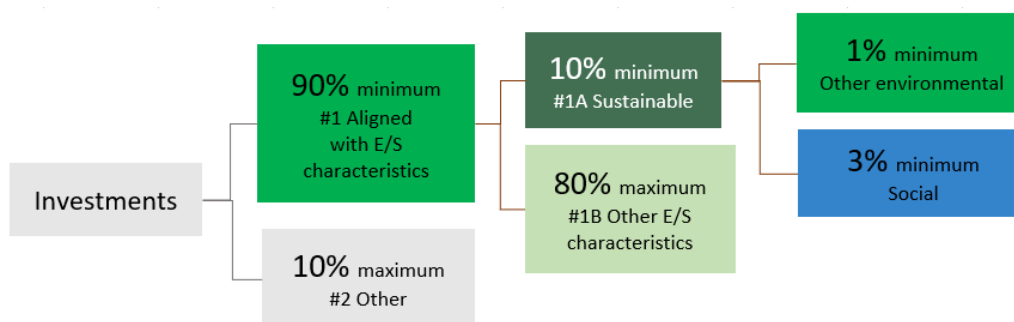 Investments
90% minimum
#1 Aligned
with E/S
characteristics
10% maximum
#2 Other
10% minimum
#1A Sustainable
80% maximum
#1B Other E/S
characteristics
1% minimum
Other environmental
3% minimum
Social